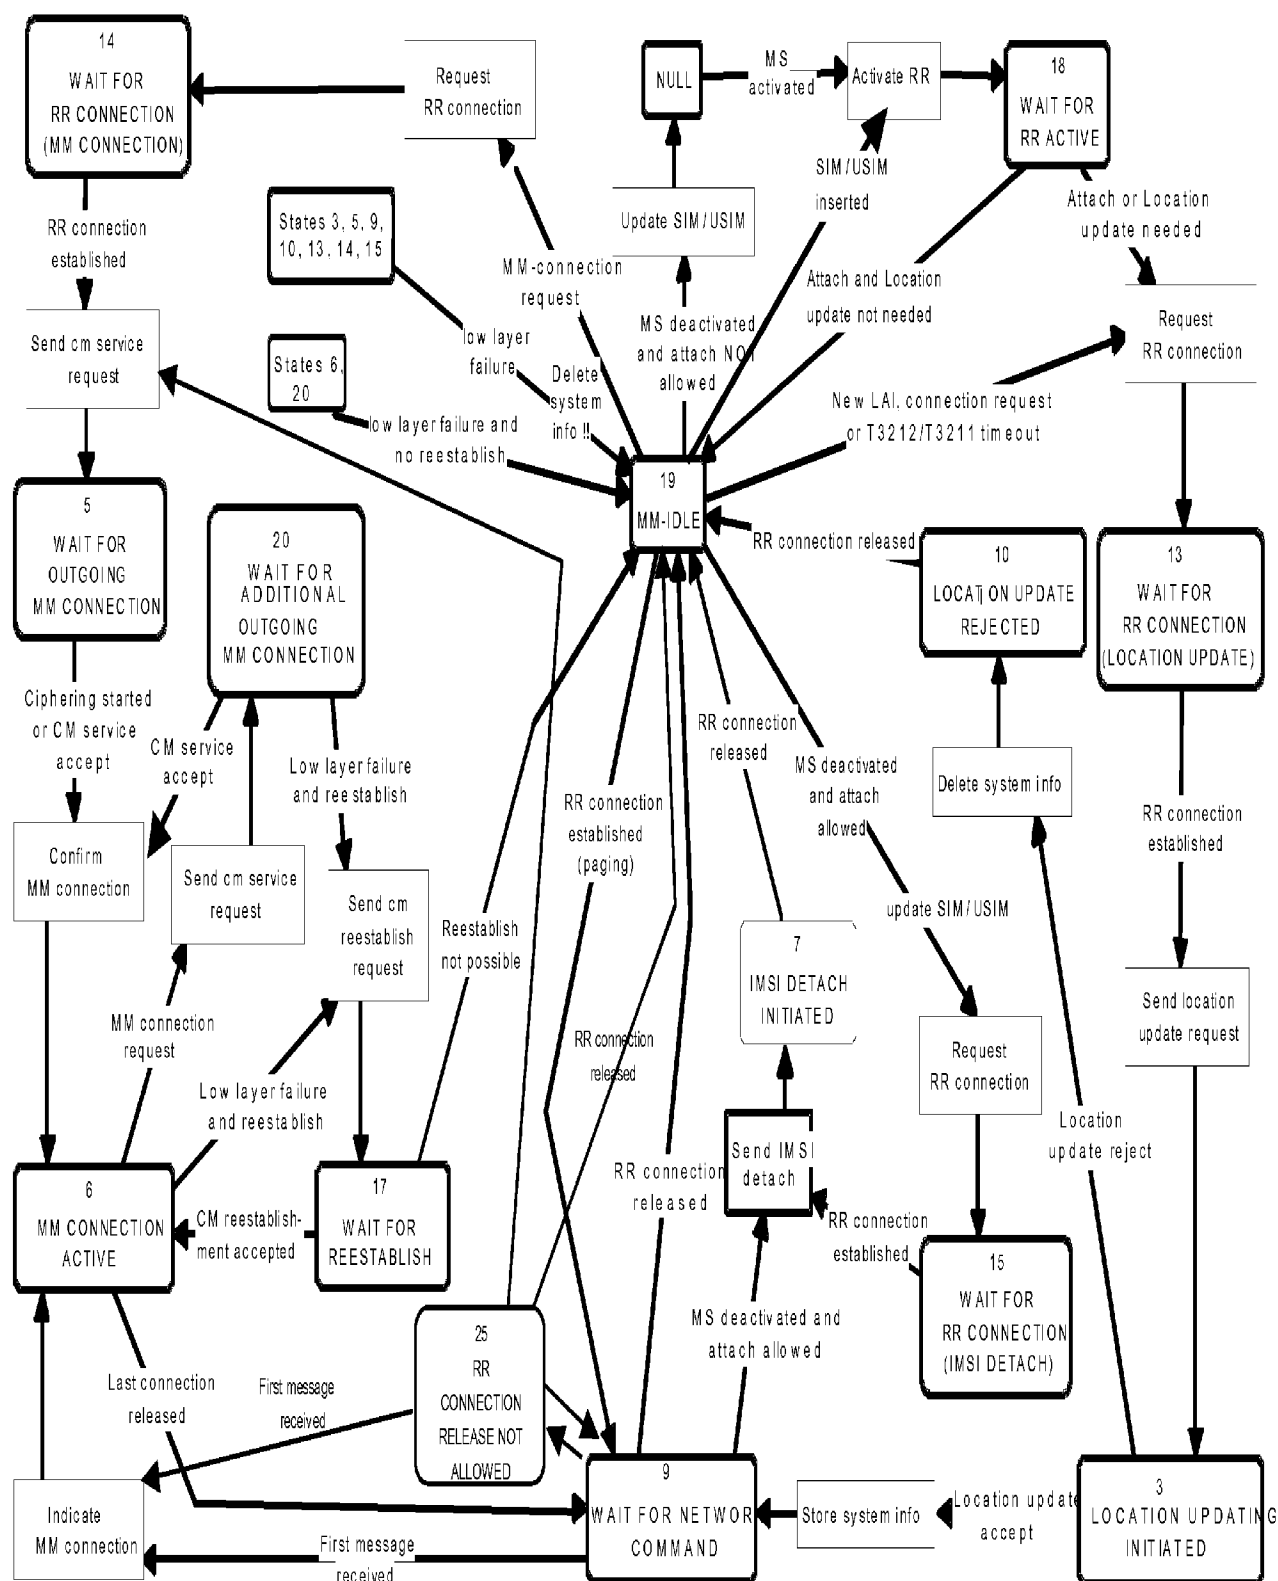 14
WAIT FOR
RR CONNECTION
(MM CONNECTION)
Request
RR connection
NULL
MS
activated
Activate RR
18
WAIT FOR
RR ACTIVE
RR connection
established
States 3, 5, 9,
10, 13, 14, 15
Update SIM/USIM
SIM/USIM
inserted
Attach or Location
update needed
MM-connection
request
Attach and Location
update not needed
Send cm service
request
low layer
failure
MS deactivated
and attach NOT
allowed
Request
RR connection
States 6,
20
Delete
system
info !!
low layer failure and
no reestablish
New LAI, connection request
or T3212/T3211 timeout
19
MM-IDLE
5
WAIT FOR
OUTGOING
MM CONNECTION
20
WAIT FOR
ADDITIONAL
OUTGOING
MM CONNECTION
RR connection released
10
LOCATION UPDATE
REJECTED
13
WAIT FOR
RR CONNECTION
(LOCATION UPDATE)
Ciphering started
or CM service
accept
CM service
accept
Low layer failure
and reestablish
RR connection
released
MS deactivated
and attach
allowed
Delete system info
RR connection
established
(paging)
RR connection
established
Confirm
MM connection
Send cm service
request
Send cm
reestablish
request
Reestablish
not possible
update SIM/USIM
7
IMSI DETACH
INITIATED
Send location
update request
MM connection
request
RR connection
released
Request
RR connection
Low layer failure
and reestablish
Location
update reject
Send IMSI
detach
RR connection
released
6
MM CONNECTION
ACTIVE
CM reestablish-
ment accepted
17
WAIT FOR
REESTABLISH
RR connection
established
15
WAIT FOR
RR CONNECTION
(IMSI DETACH)
MS deactivated and
attach allowed
25
RR
CONNECTION
RELEASE NOT
ALLOWED
Last connection
released
First message
received
Indicate
MM connection
First message
received
9
WAIT FOR NETWOR
COMMAND
Store system info
Location update
accept
3
LOCATION UPDATING
INITIATED